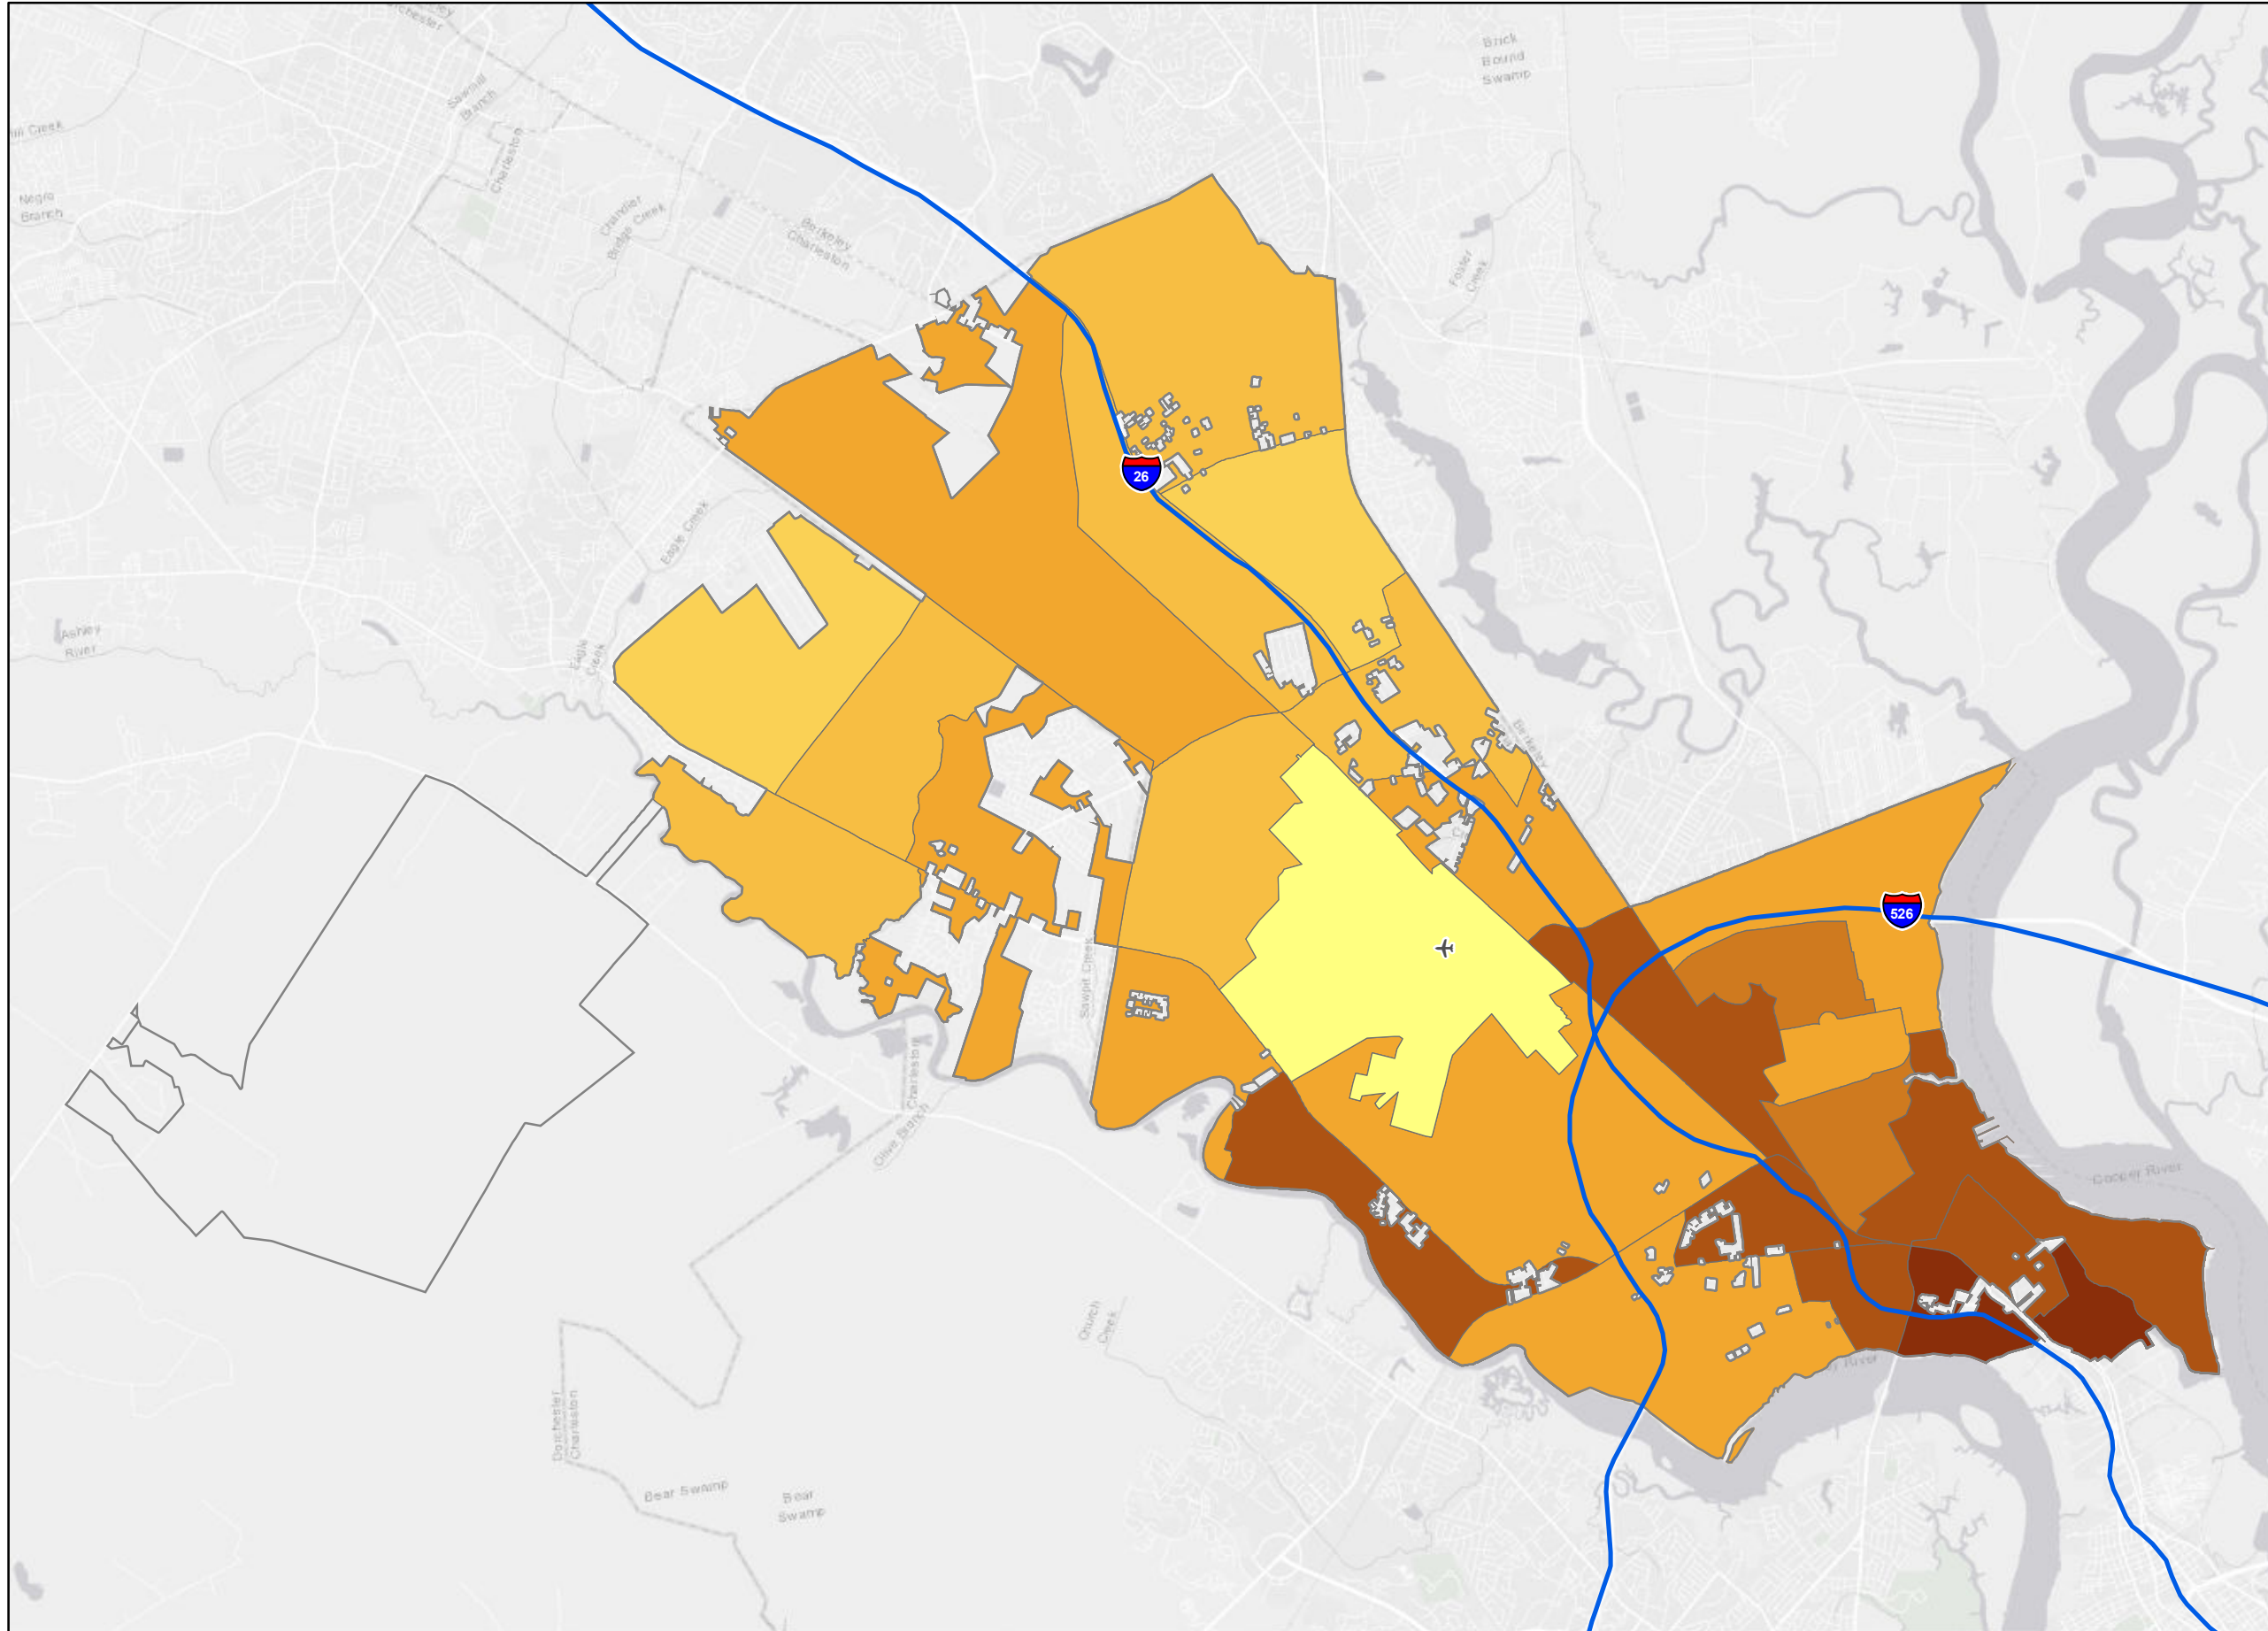 Brick
Bound
Swamp
Sawmill
Branch
Charleston
Negro
Branch
Chandler
Bridge Creek
Berkeley
Charleston
Foster
Creek
26
Eagle Creek
Ashley
River
Eagle
Creek
Berkeley
526
Sawpit Creek
Charleston
Olive Branch
Cooper River
Church
Creek
River
Dorchester
Charleston
Bear Swamp
Bear
Swamp